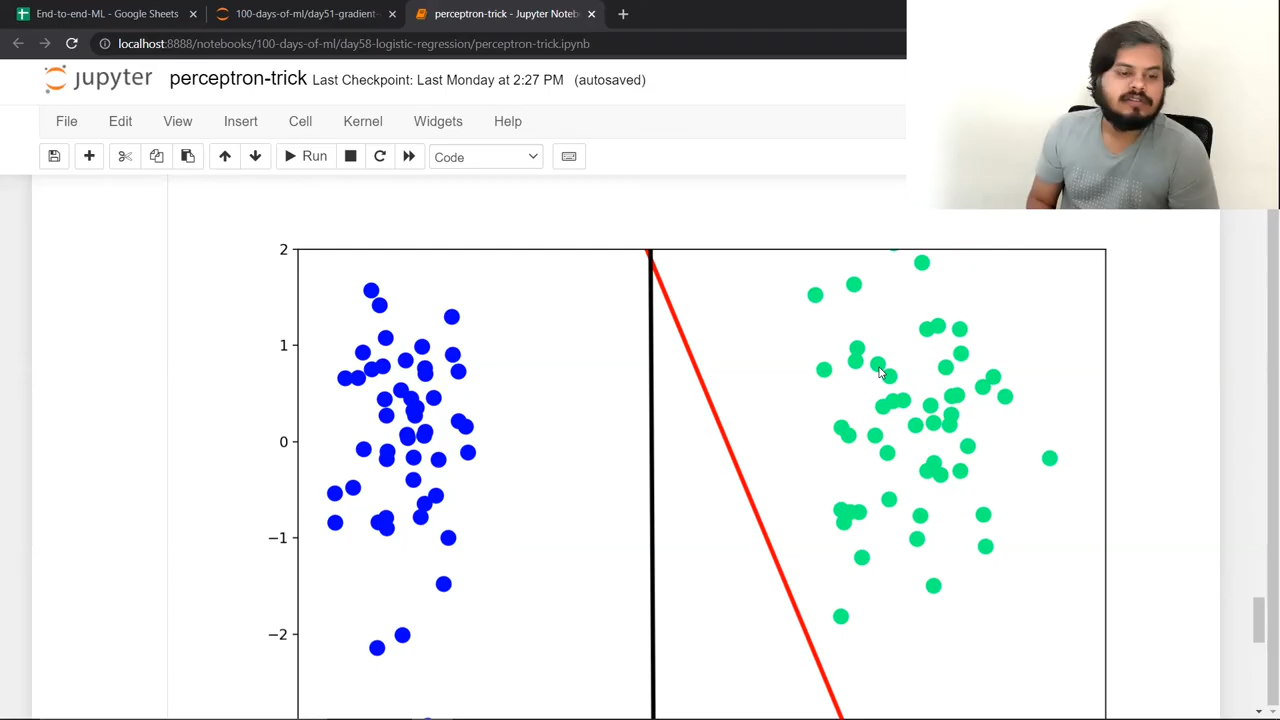 End-to-end-ML - Google Sheets
100-days-of-ml/day51-gradient-
perceptron-trick - Jupyter Noteb
localhost:8888/notebooks/100-days-of-ml/day58-logistic-regression/perceptron-trick.ipynb
jupyter perceptron-trick Last Checkpoint: Last Monday at 2:27 PM (autosaved)
File Edit View Insert Cell Kernel Widgets Help
Run Code
2
1
0
−1
−2